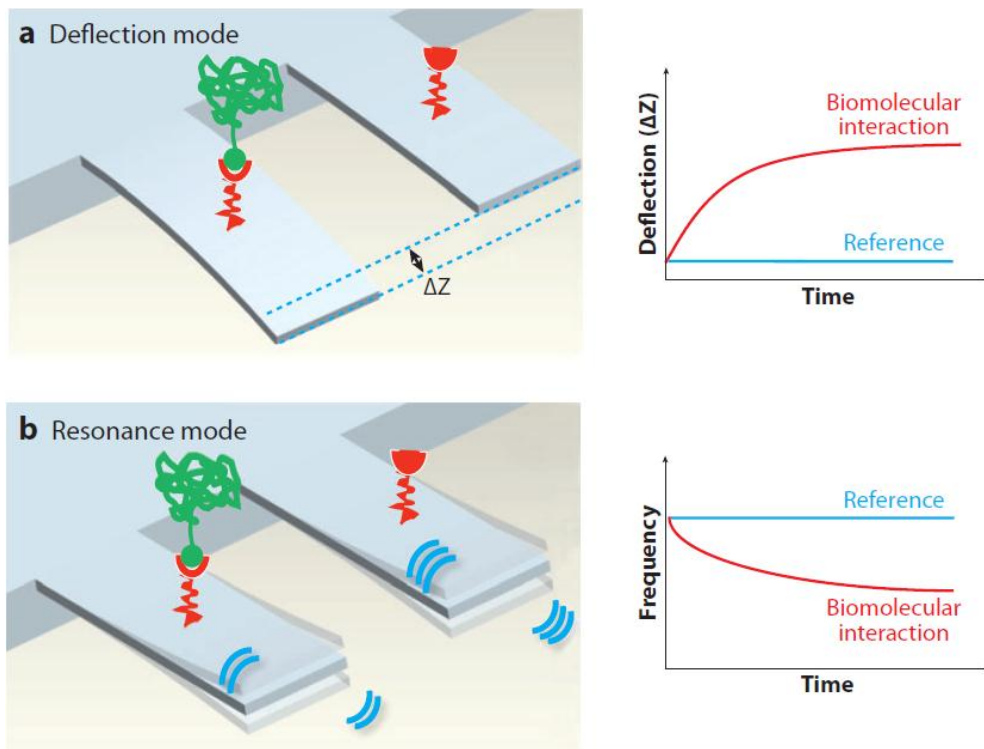 a Deflection mode
ΔZ
Deflection (ΔZ)
Biomolecular
interaction
Reference
Time
b Resonance mode
Frequency
Reference
Biomolecular
interaction
Time